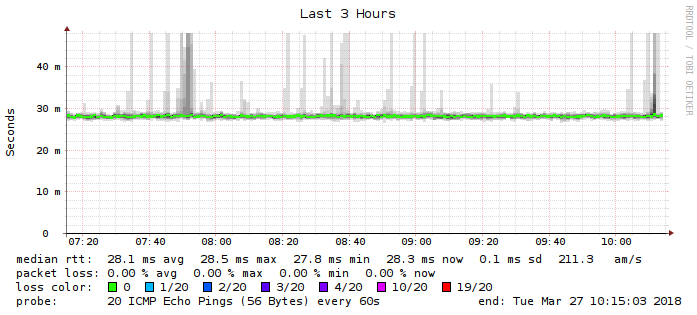 Last 3 Hours
RRDTOOL / TOBI OETIKER
Seconds
40 m
30 m
20 m
10 m
0
07:20 07:40 08:00 08:20 08:40 09:00 09:20 09:40 10:00
median rtt: 28.1 ms avg 28.5 ms max 27.8 ms min 28.3 ms now 0.1 ms sd 211.3 am/s
packet loss: 0.00 % avg 0.00 % max 0.00 % min 0.00 % now
loss color: 0 1/20 2/20 3/20 4/20 10/20 19/20
probe: 20 ICMP Echo Pings (56 Bytes) every 60s end: Tue Mar 27 10:15:03 2018